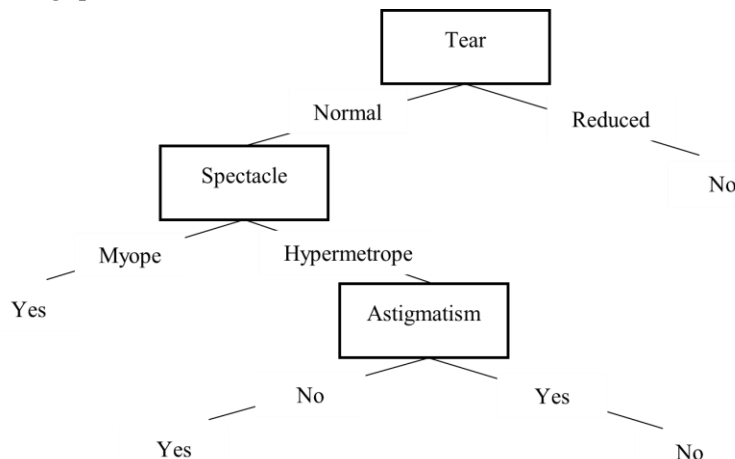 Tear
Normal
Reduced
Spectacle
No
Myope
Hypermetrope
Yes
Astigmatism
No
Yes
Yes
No